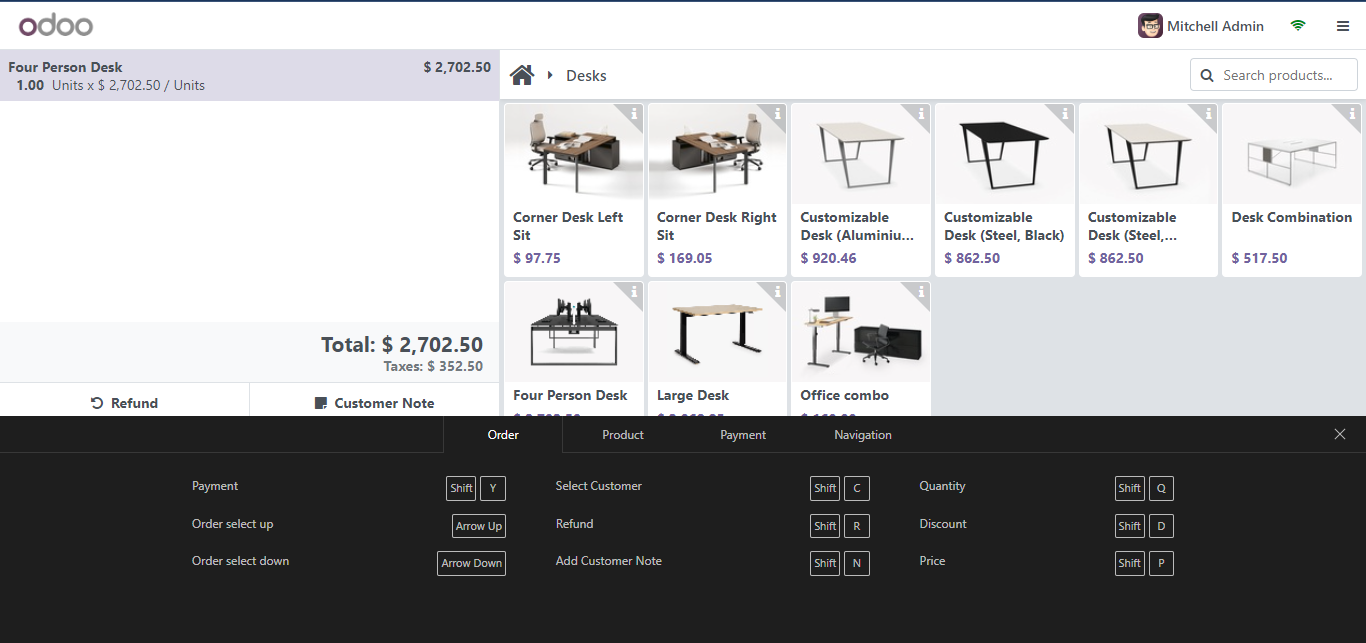 odoo
Mitchell Admin
Four Person Desk $ 2,702.50
1.00 Units x $ 2,702.50 / Units
Desks
Search products...
Corner Desk Left Sit
$ 97.75
Corner Desk Right Sit
$ 169.05
Customizable Desk (Aluminiu...
$ 920.46
Customizable Desk (Steel, Black)
$ 862.50
Customizable Desk (Steel,...
$ 862.50
Desk Combination
$ 517.50
Four Person Desk
Large Desk
Office combo
Total: $ 2,702.50
Taxes: $ 352.50
Refund
Customer Note
Order Product Payment Navigation
Payment Shift Y
Order select up Arrow Up
Order select down Arrow Down
Select Customer Shift C
Refund Shift R
Add Customer Note Shift N
Quantity Shift Q
Discount Shift D
Price Shift P